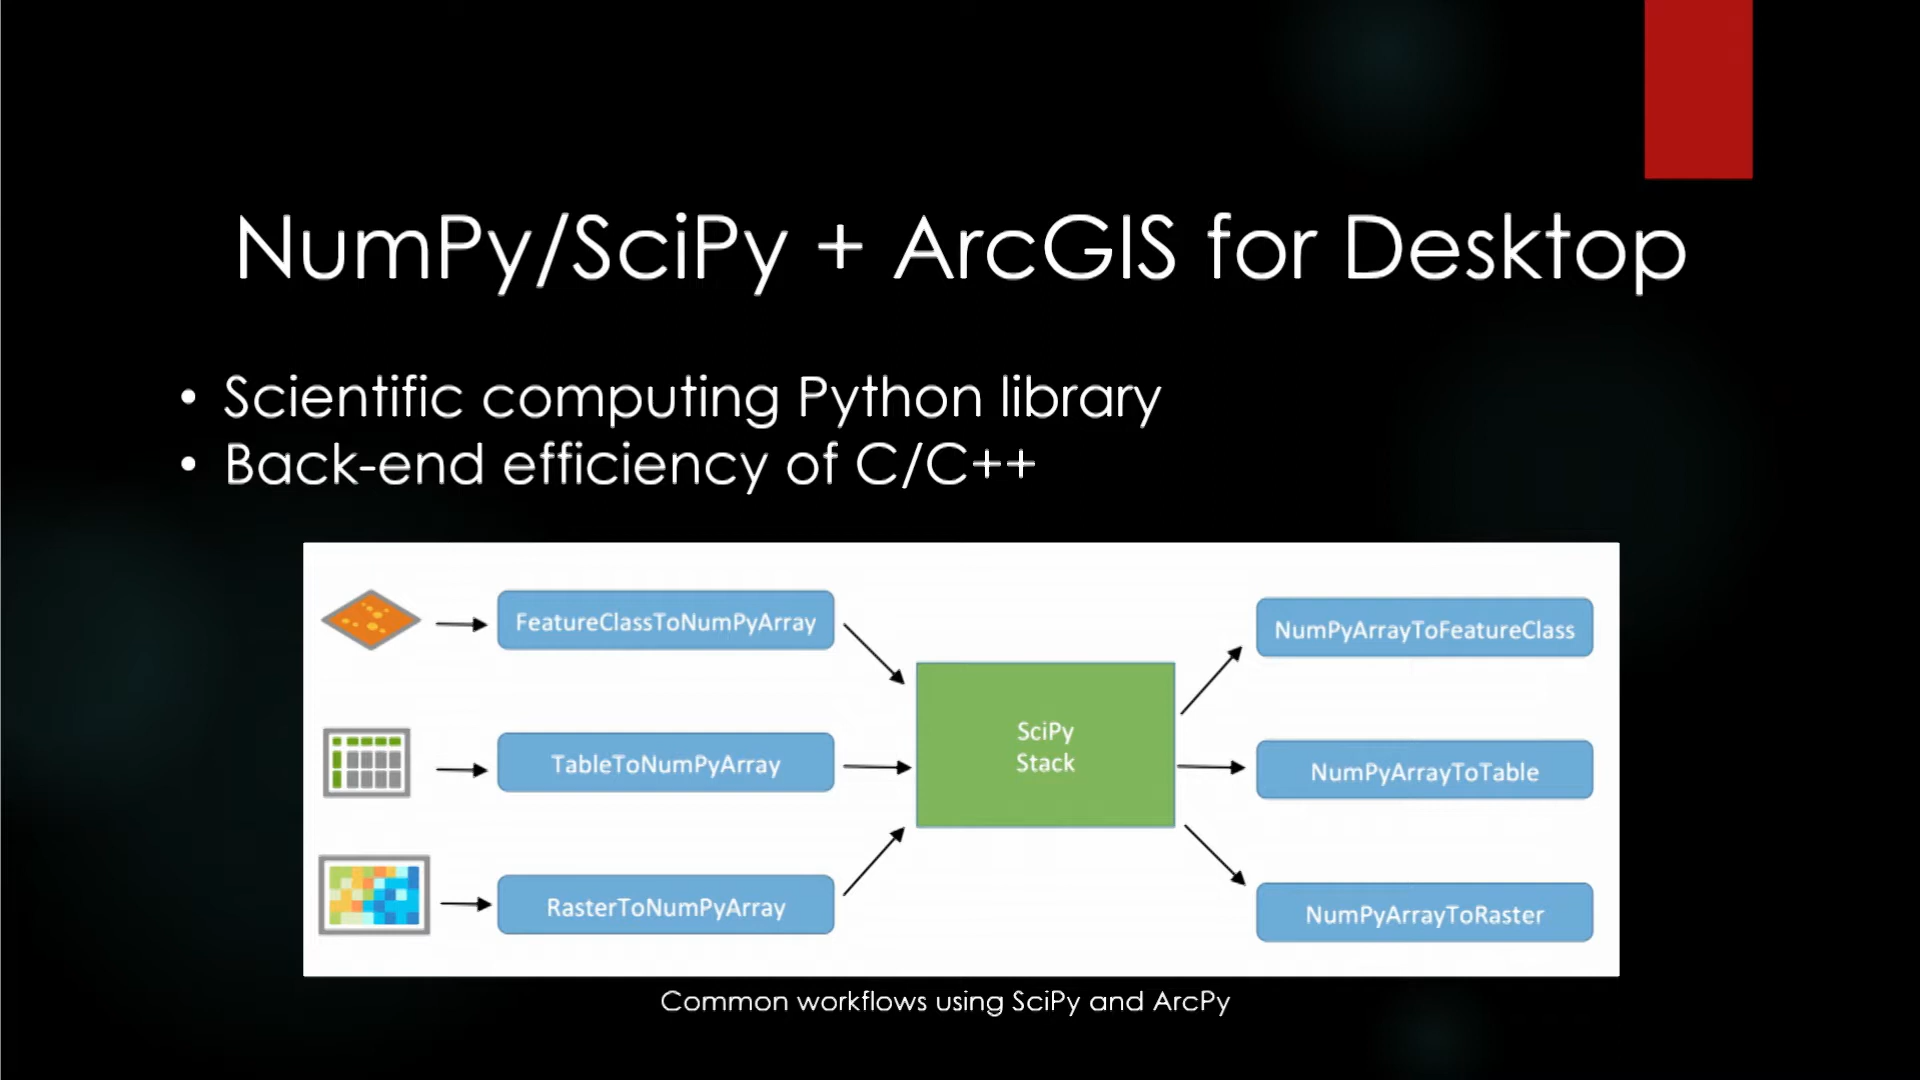 NumPy/SciPy + ArcGIS for Desktop
• Scientific computing Python library
• Back-end efficiency of C/C++
FeatureClassToNumPyArray
TableToNumPyArray
RasterToNumPyArray
SciPy
Stack
NumPyArrayToFeatureClass
NumPyArrayToTable
NumPyArrayToRaster
Common workflows using SciPy and ArcPy